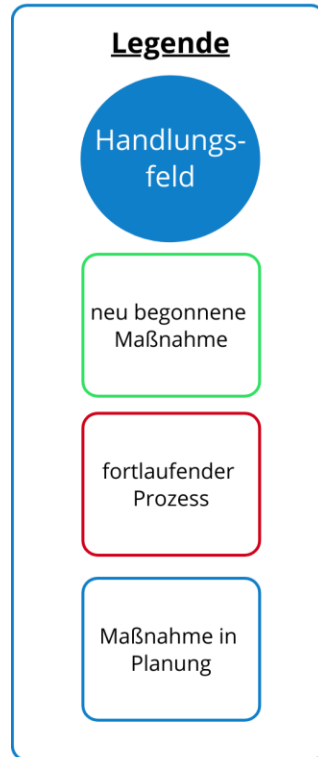 Legende
Handlungs-
feld
neu begonnene
Maßnahme
fortlaufender
Prozess
Maßnahme in
Planung